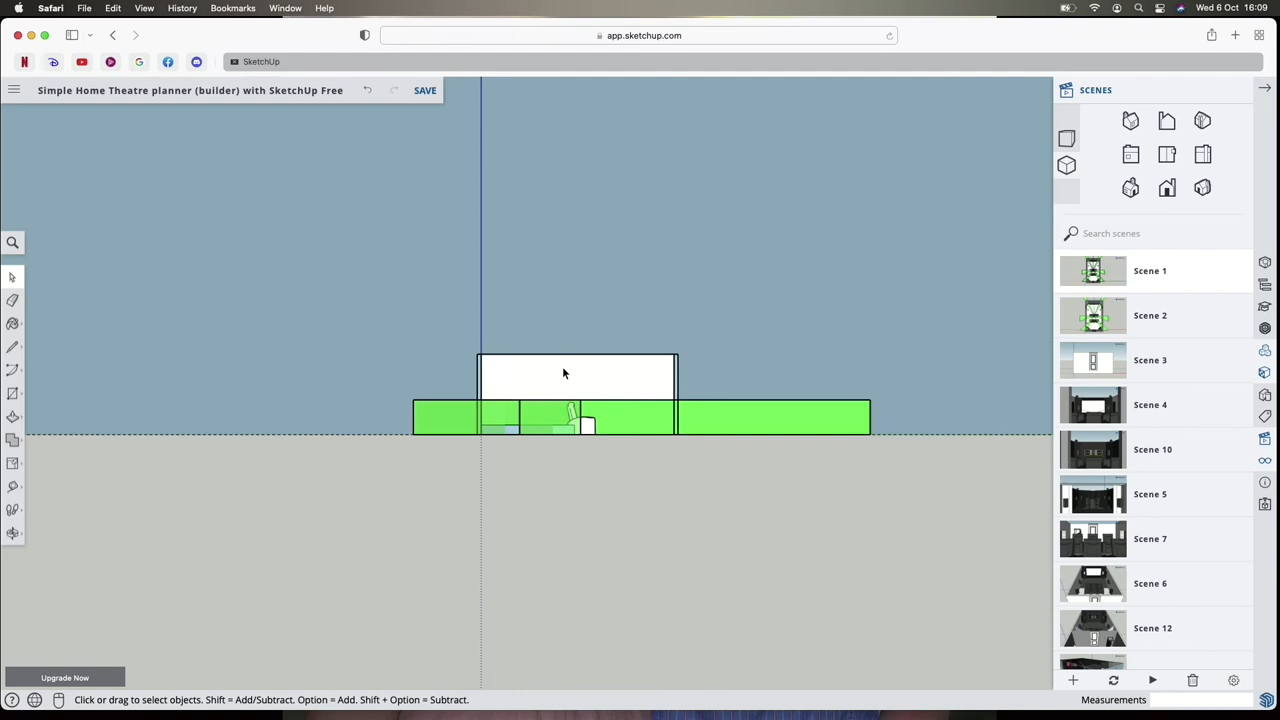 Safari File Edit View History Bookmarks Window Help
Wed 6 Oct 16:09
app.sketchup.com
SketchUp
Simple Home Theatre planner (builder) with SketchUp Free
SAVE
SCENES
Search scenes
Scene 1
Scene 2
Scene 3
Scene 4
Scene 10
Scene 5
Scene 7
Scene 6
Scene 12
Upgrade Now
Click or drag to select objects. Shift = Add/Subtract. Option = Add. Shift + Option = Subtract.
Measurements